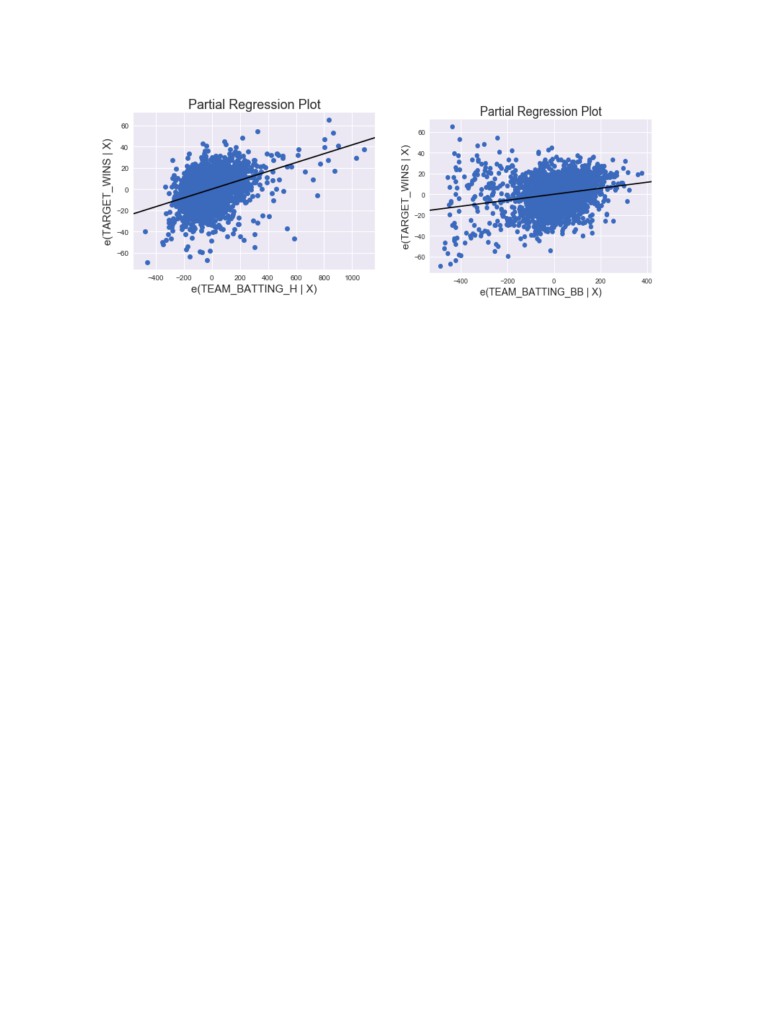 Partial Regression Plot
e(TARGET_WINS | X)
60
40
20
0
−20
−40
−60
−400 −200 0 200 400 600 800 1000
e(TEAM_BATTING_H | X)
Partial Regression Plot
e(TARGET_WINS | X)
60
40
20
0
−20
−40
−60
−400 −200 0 200 400
e(TEAM_BATTING_BB | X)